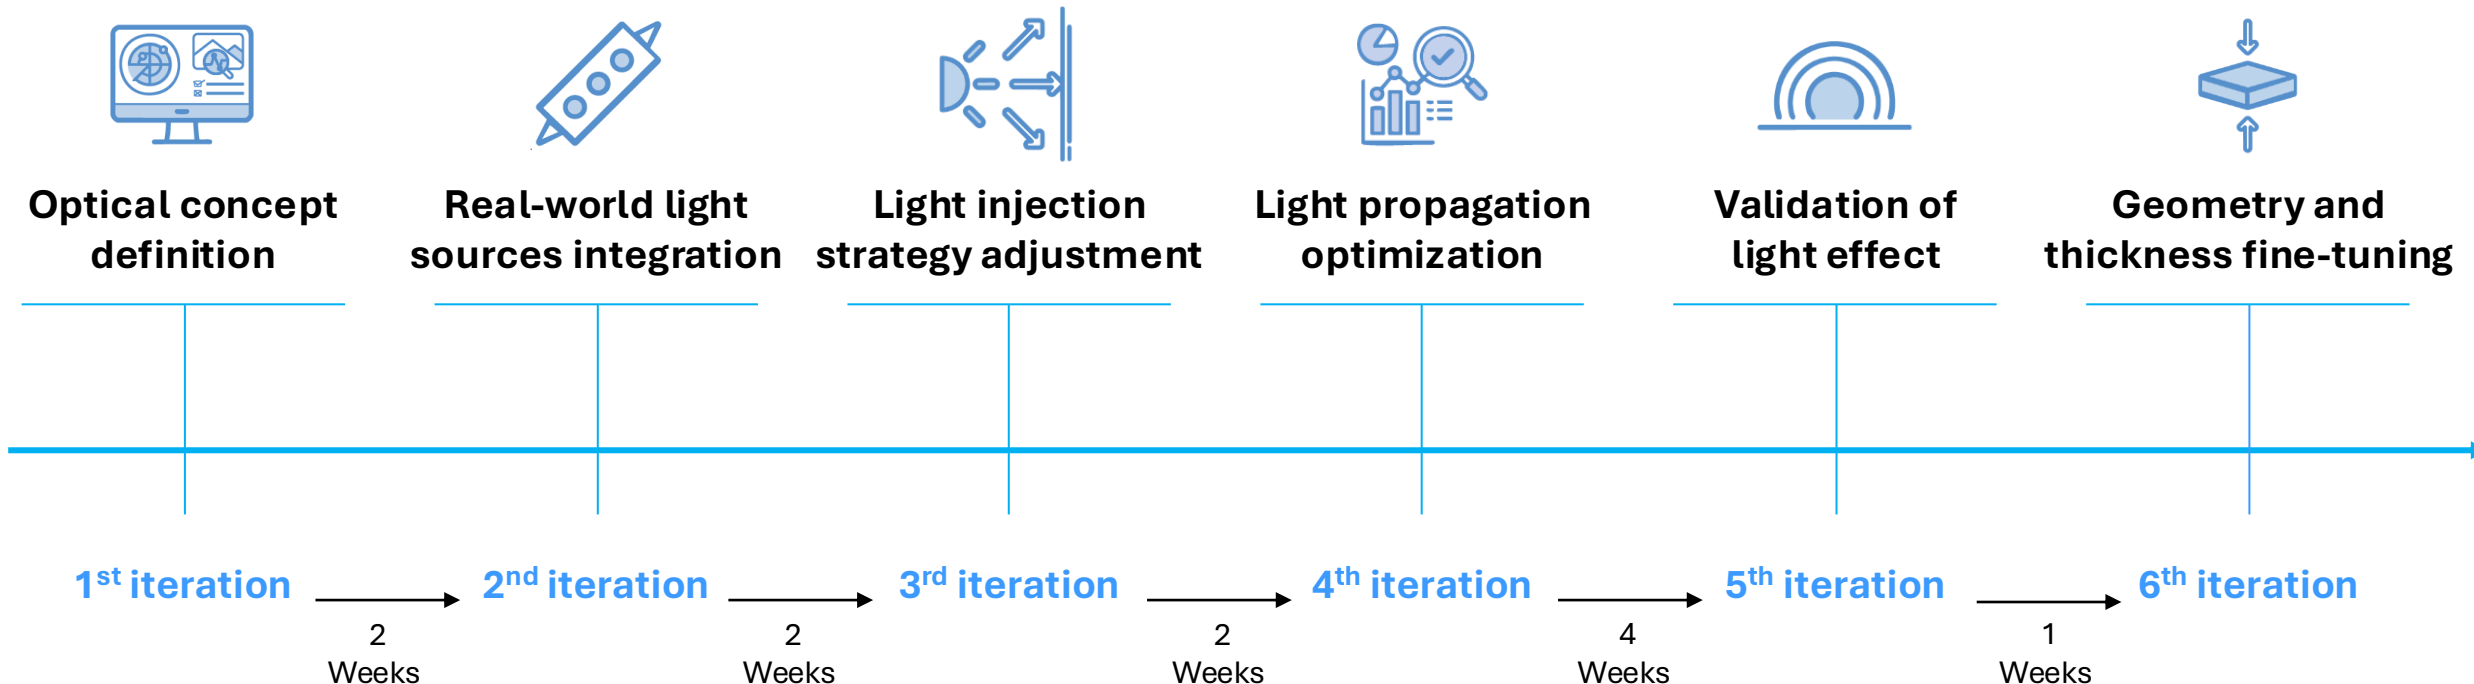 Optical concept
definition
Real-world light
sources integration
Light injection
strategy adjustment
Light propagation
optimization
Validation of
light effect
Geometry and
thickness fine-tuning
1st iteration
2
Weeks
2nd iteration
2
Weeks
3rd iteration
2
Weeks
4th iteration
4
Weeks
5th iteration
1
Weeks
6th iteration